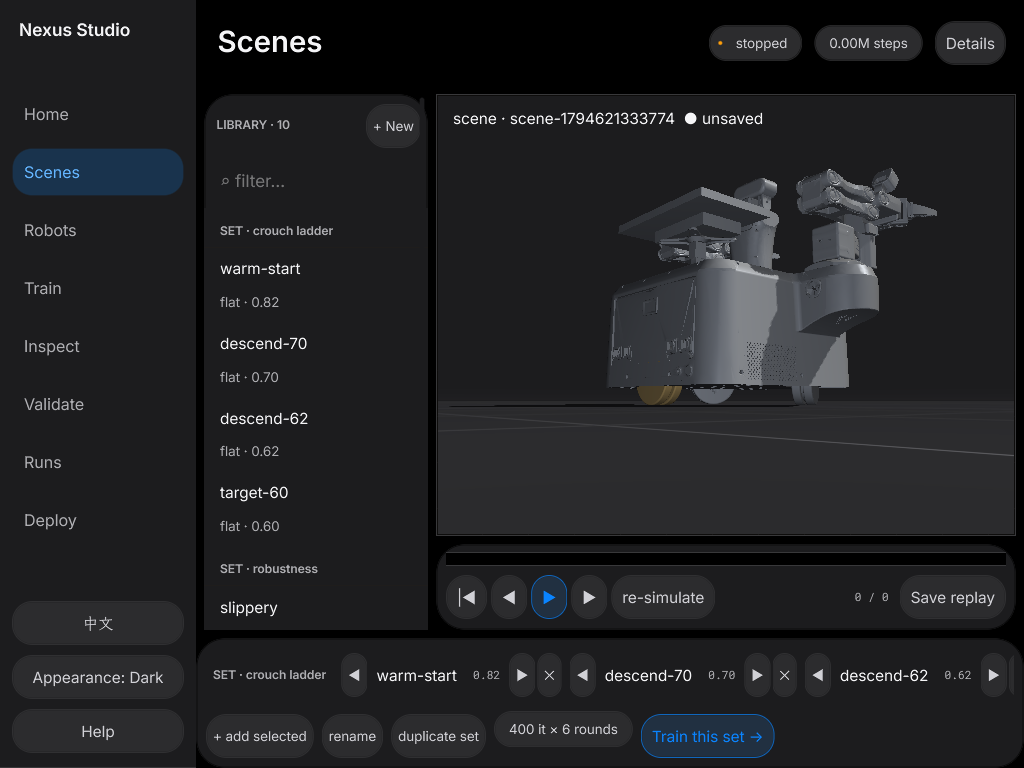 Nexus Studio
Home
Scenes
Robots
Train
Inspect
Validate
Runs
Deploy
中文
Appearance: Dark
Help
Scenes
stopped
0.00M steps
Details
LIBRARY · 10
+ New
filter...
SET · crouch ladder
warm-start
flat · 0.82
descend-70
flat · 0.70
descend-62
flat · 0.62
target-60
flat · 0.60
SET · robustness
slippery
scene · scene-1794621333774 ● unsaved
re-simulate
0 / 0
Save replay
SET · crouch ladder
warm-start 0.82
descend-70 0.70
descend-62 0.62
+ add selected
rename
duplicate set
400 it × 6 rounds
Train this set →